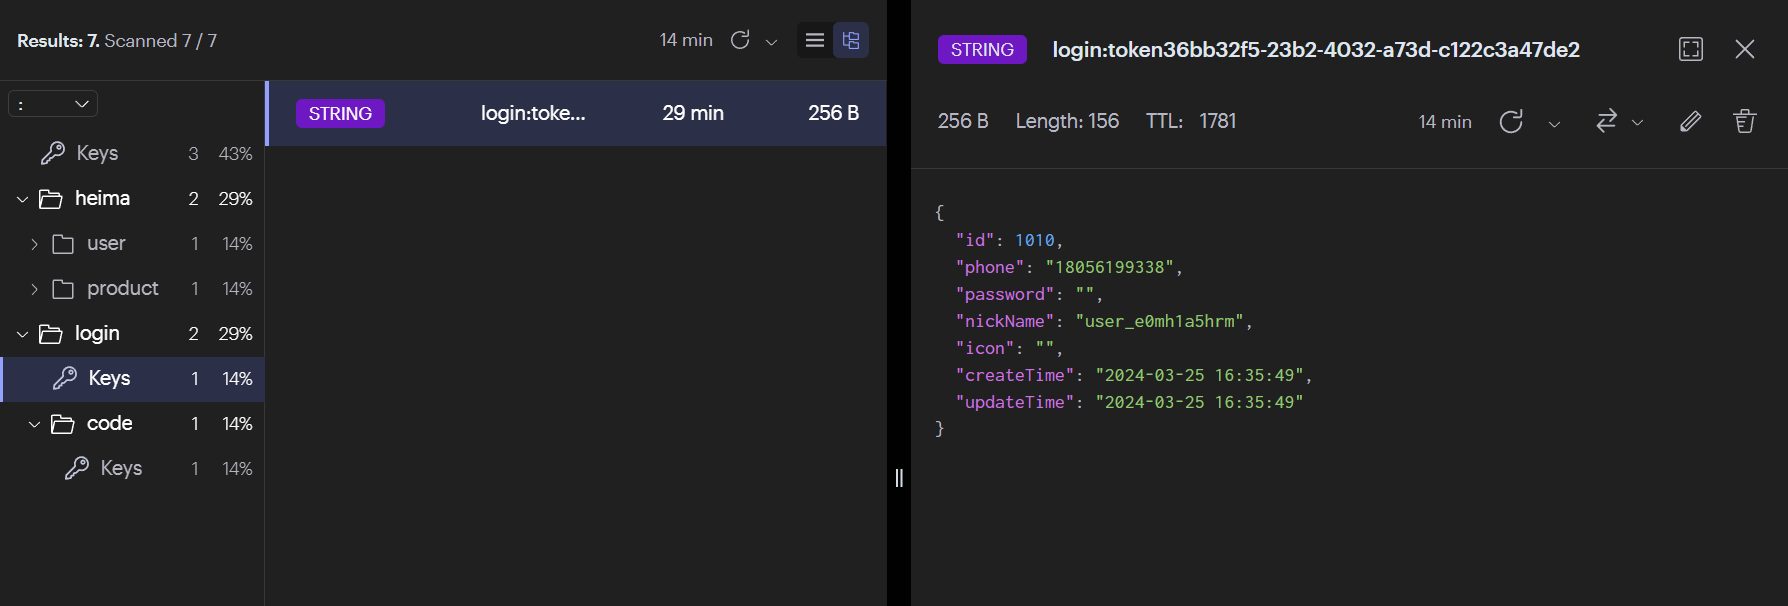 Results: 7. Scanned 7 / 7
14 min
:
Keys 3 43%
heima 2 29%
user 1 14%
product 1 14%
login 2 29%
Keys 1 14%
code 1 14%
Keys 1 14%
STRING login:toke... 29 min 256 B
STRING login:token36bb32f5-23b2-4032-a73d-c122c3a47de2
256 B Length: 156 TTL: 1781 14 min
{
"id": 1010,
"phone": "18056199338",
"password": "",
"nickName": "user_e0mh1a5hrm",
"icon": "",
"createTime": "2024-03-25 16:35:49",
"updateTime": "2024-03-25 16:35:49"
}